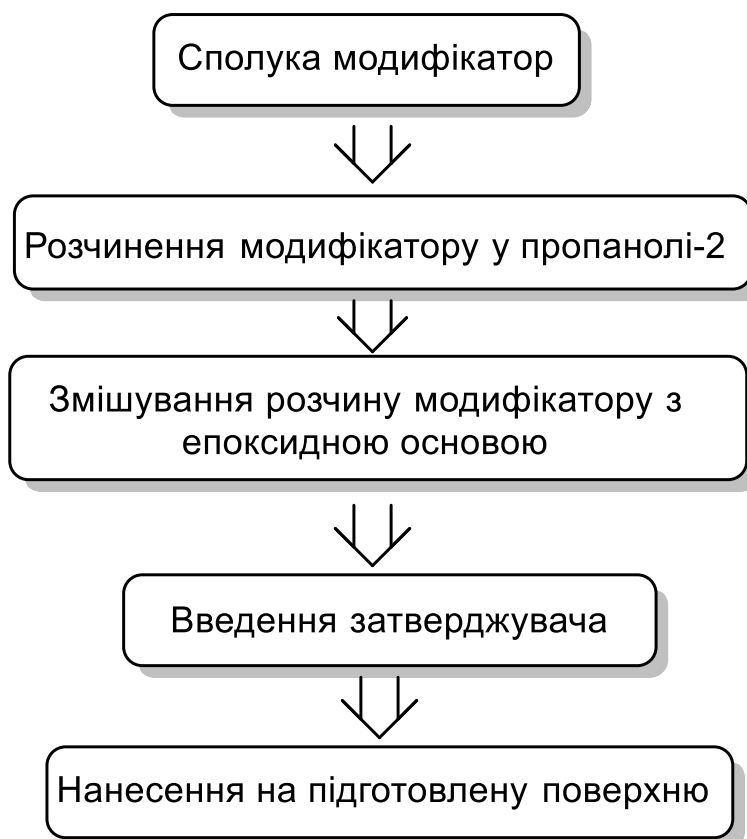 Сполука модифікатор
Розчинення модифікатору у пропанолі-2
Змішування розчину модифікатору з
епоксидною основою
Введення затверджувача
Нанесення на підготовлену поверхню